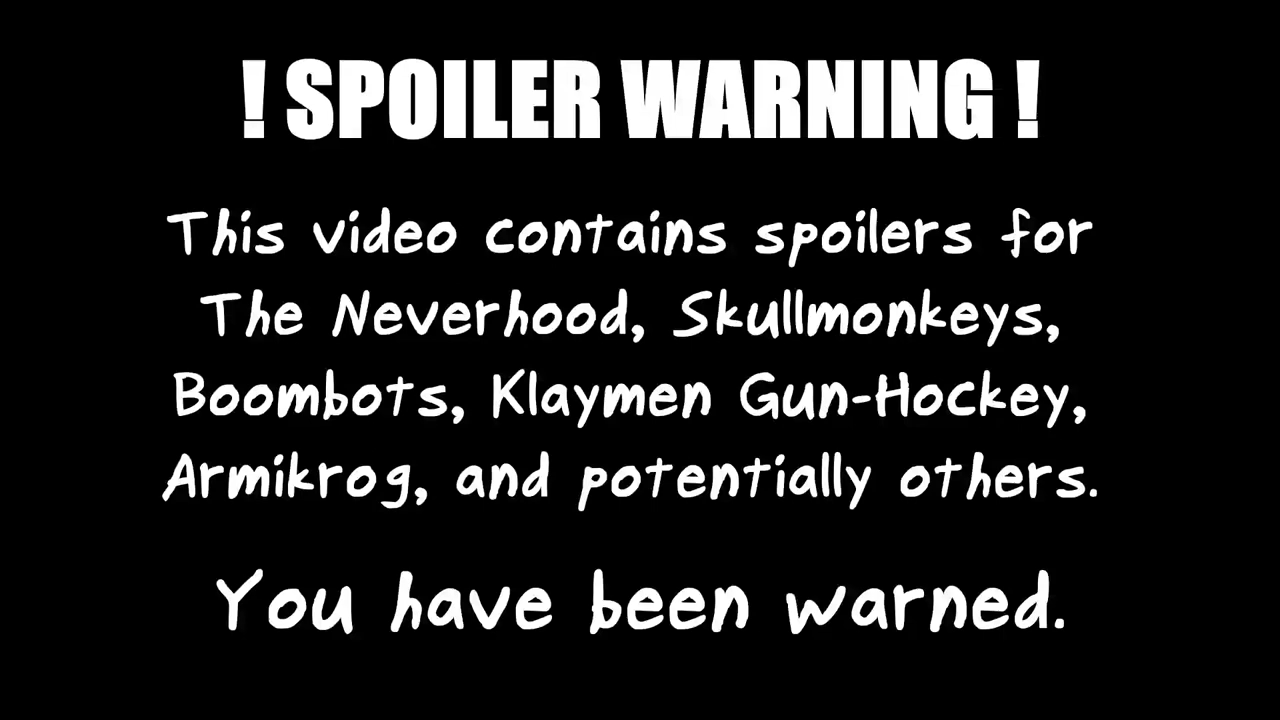 ! SPOILER WARNING !
This video contains spoilers for
The Neverhood, Skullmonkeys,
Boombots, Klaymen Gun-Hockey,
Armikrog, and potentially others.
You have been warned.